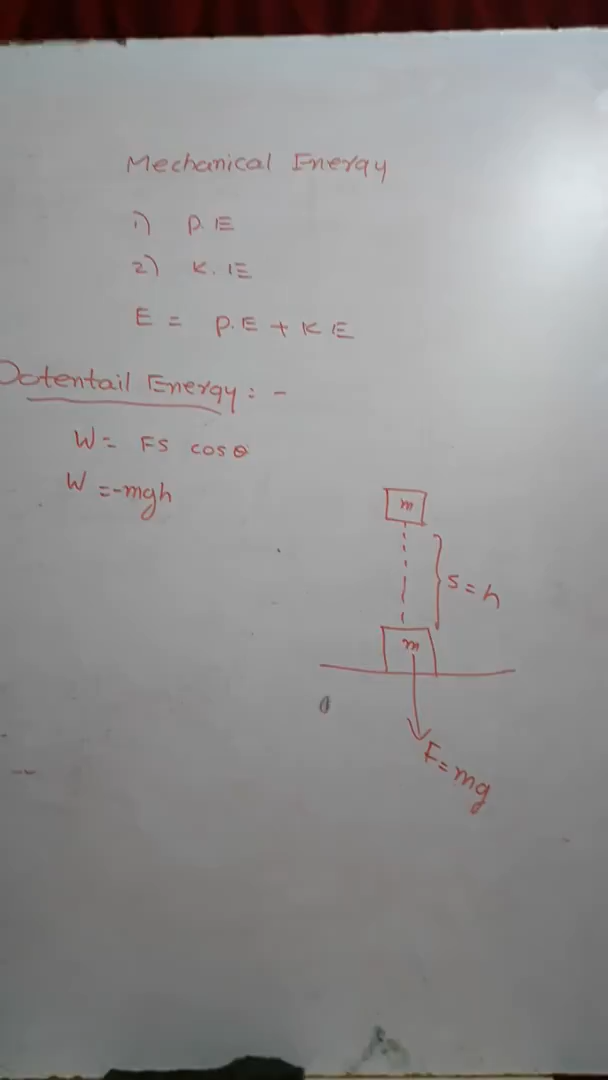 Mechanical Energy
1) P.E
2) K.E
E = P.E + K E
Potentail Energy: -
W = FS cosθ
W = -mgh
m
S = h
m
F = mg